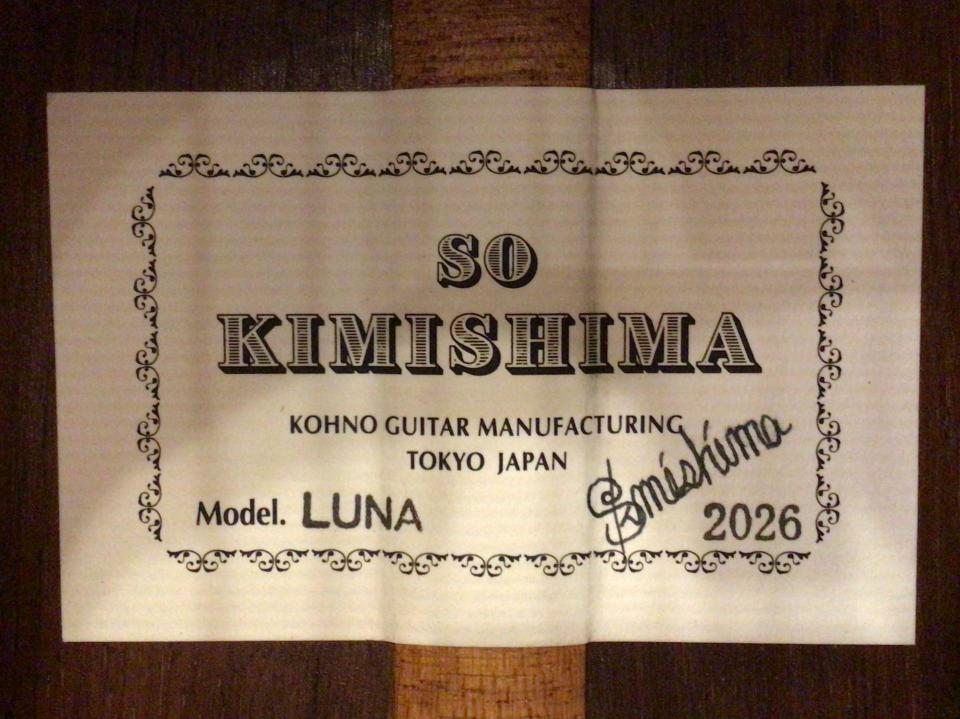 SO
KIMISHIMA
KOHNO GUITAR MANUFACTURING
TOKYO JAPAN
Model. LUNA
S. Kimishima
2026